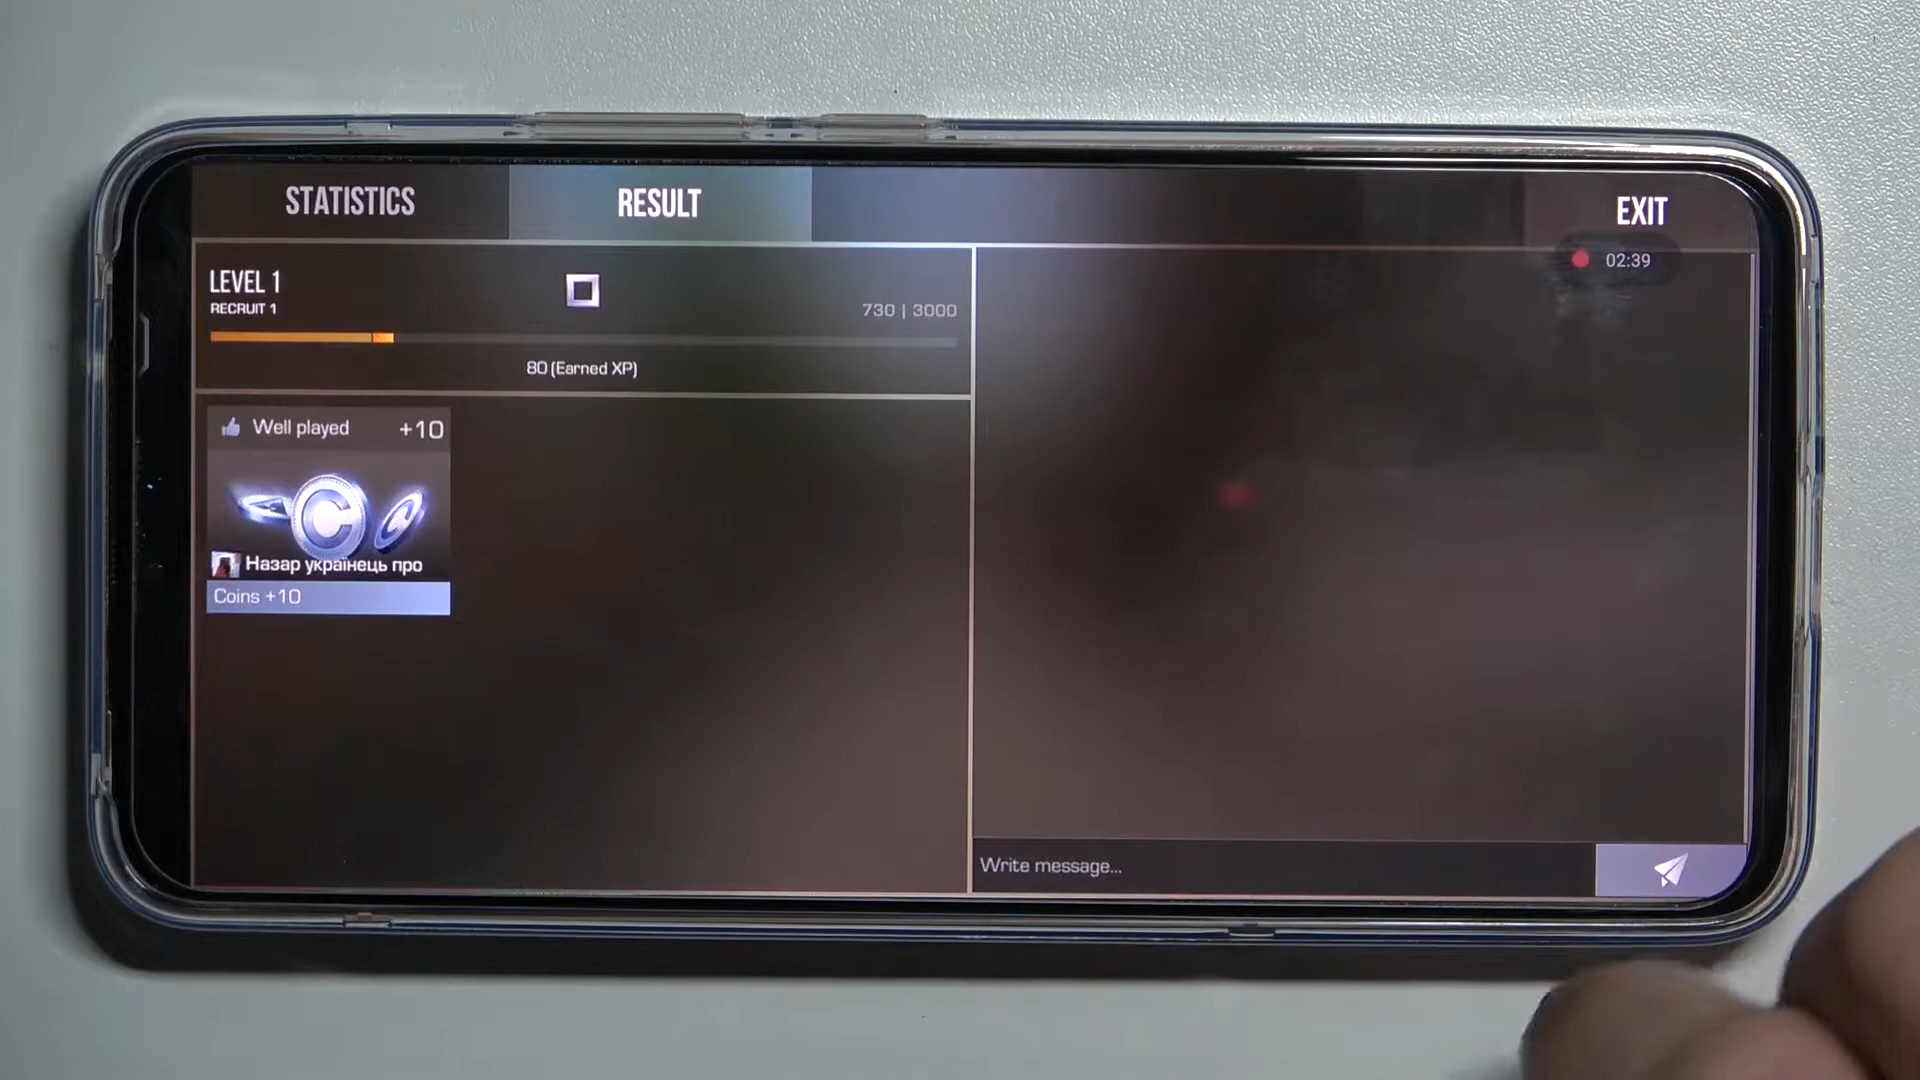 STATISTICS
RESULT
EXIT
02:39
LEVEL 1
RECRUIT 1
730 | 3000
80 (Earned XP)
Well played +10
Назар українець про
Coins +10
Write message...